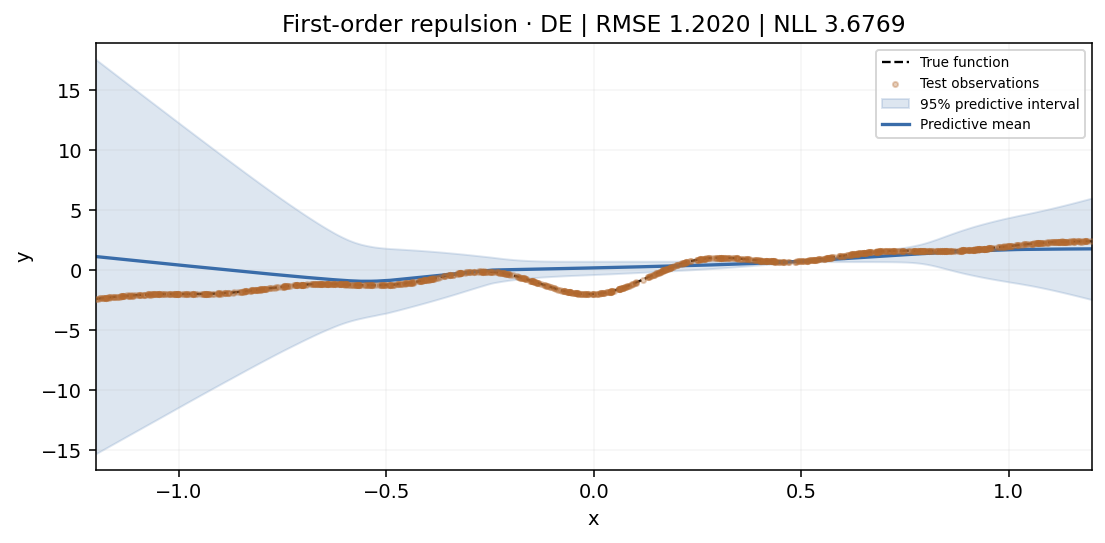 First-order repulsion · DE | RMSE 1.2020 | NLL 3.6769
True function
Test observations
95% predictive interval
Predictive mean
y
15
10
5
0
−5
−10
−15
−1.0
−0.5
0.0
0.5
1.0
x